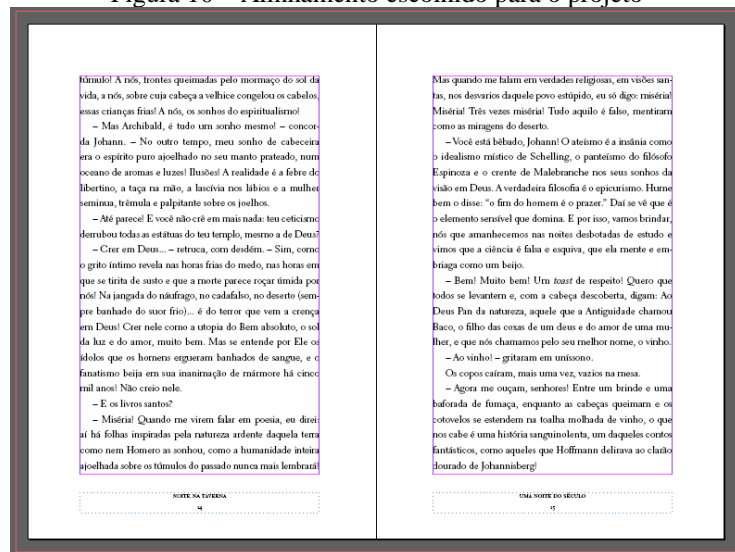 Figura 10 – Alinhamento escolhido para o projeto
túmulo! A nós, frontes queimadas pelo mormaço do sol da
vida, a nós, sobre cuja cabeça a velhice congelou os cabelos,
essas crianças frias! A nós, os sonhos do espiritualismo!
– Mas Archibald, é tudo um sonho mesmo! – concor-
da Johann. – No outro tempo, meu sonho de cabeceira
era o espírito puro ajoelhado no seu manto prateado, num
oceano de aromas e luzes! Ilusões! A realidade é a febre do
libertino, a taça na mão, a lascívia nos lábios e a mulher
seminua, trêmula e palpitante sobre os joelhos.
– Até parece! E você não crê em mais nada: teu ceticismo
derrubou todas as estátuas do teu templo, mesmo a de Deus?
– Crer em Deus... – retruca, com desdém. – Sim, como
o grito íntimo revela nas horas frias do medo, nas horas em
que se tirita de susto e que a morte parece roçar úmida por
nós! Na jangada do náufrago, no cadafalso, no deserto (sem-
pre banhado do suor frio)... é do terror que vem a crença
em Deus! Crer nele como a utopia do Bem absoluto, o sol
da luz e do amor, muito bem. Mas se entende por Ele os
ídolos que os homens ergueram banhados de sangue, e o
fanatismo beija em sua inanimação de mármore há cinco
mil anos! Não creio nele.
– E os livros santos?
– Miséria! Quando me virem falar em poesia, eu direi:
aí há folhas inspiradas pela natureza ardente daquela terra
como nem Homero as sonhou, como a humanidade inteira
ajoelhada sobre os túmulos do passado nunca mais lembrará!
NOITE NA TAVERNA
14
Mas quando me falam em verdades religiosas, em visões san-
tas, nos desvarios daquele povo estúpido, eu só digo: miséria!
Miséria! Três vezes miséria! Tudo aquilo é falso, mentiram
como as miragens do deserto.
– Você está bêbado, Johann! O ateísmo é a insânia como
o idealismo místico de Schelling, o panteísmo do filósofo
Espinoza e o crente de Malebranche nos seus sonhos da
visão em Deus. A verdadeira filosofia é o epicurismo. Hume
bem o disse: “o fim do homem é o prazer.” Daí se vê que é
o elemento sensível que domina. E por isso, vamos brindar,
nós que amanhecemos nas noites desbotadas de estudo e
vimos que a ciência é falsa e esquiva, que ela mente e em-
briaga como um beijo.
– Bem! Muito bem! Um toast de respeito! Quero que
todos se levantem e, com a cabeça descoberta, digam: Ao
Deus Pan da natureza, aquele que a Antiguidade chamou
Baco, o filho das coxas de um deus e do amor de uma mu-
lher, e que nós chamamos pelo seu melhor nome, o vinho.
– Ao vinho! – gritaram em uníssono.
Os copos caíram, mais uma vez, vazios na mesa.
– Agora me ouçam, senhores! Entre um brinde e uma
baforada de fumaça, enquanto as cabeças queimam e os
cotovelos se estendem na toalha molhada de vinho, o que
nos cabe é uma história sanguinolenta, um daqueles contos
fantásticos, como aqueles que Hoffmann delirava ao clarão
dourado de Johannisberg!
UMA NOITE DO SÉCULO
15